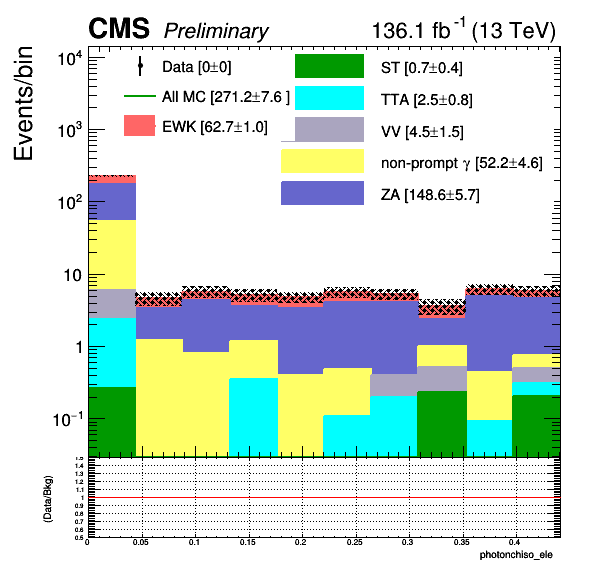 CMS Preliminary 136.1 fb⁻¹ (13 TeV)
Events/bin
Data [0±0]
All MC [271.2±7.6 ]
EWK [62.7±1.0]
ST [0.7±0.4]
TTA [2.5±0.8]
VV [4.5±1.5]
non-prompt γ [52.2±4.6]
ZA [148.6±5.7]
10⁴
10³
10²
10
1
10⁻¹
(Data/Bkg)
1.5
1.4
1.3
1.2
1.1
1
0.9
0.8
0.7
0.6
0.5
0 0.05 0.1 0.15 0.2 0.25 0.3 0.35 0.4
photonchiso_ele